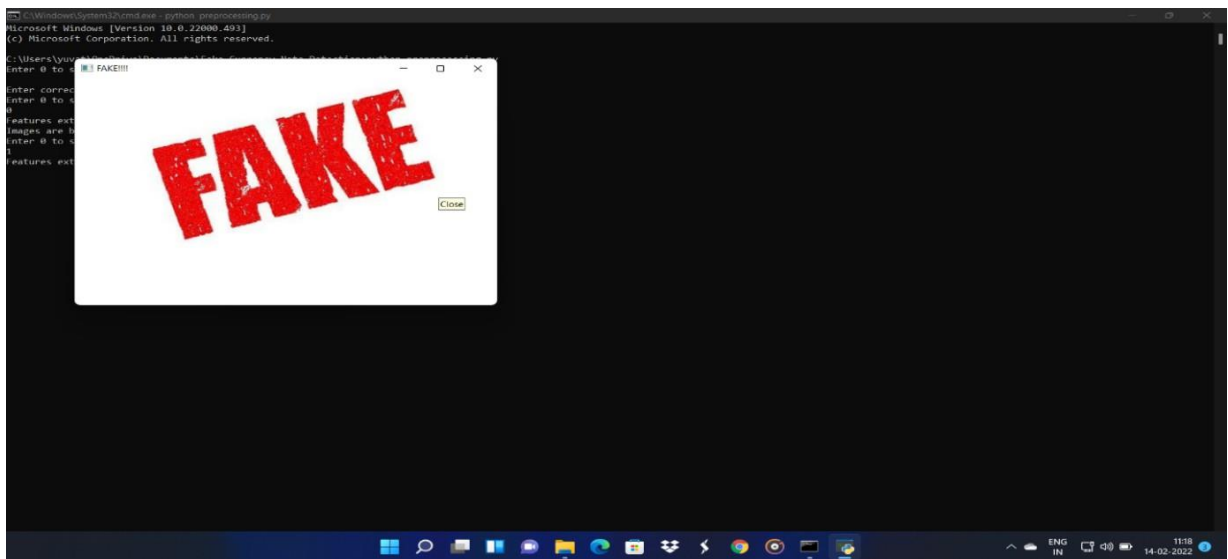 C:\Windows\System32\cmd.exe - python preprocessing.py
Microsoft Windows [Version 10.0.22000.493]
(c) Microsoft Corporation. All rights reserved.
C:\Users\
Enter 0 to s
FAKE!!!!
Enter correc
Enter 0 to s
0
Features ext
Images are b
Enter 0 to s
1
Features ext
FAKE
Close
ENG
IN
11:18
14-02-2022